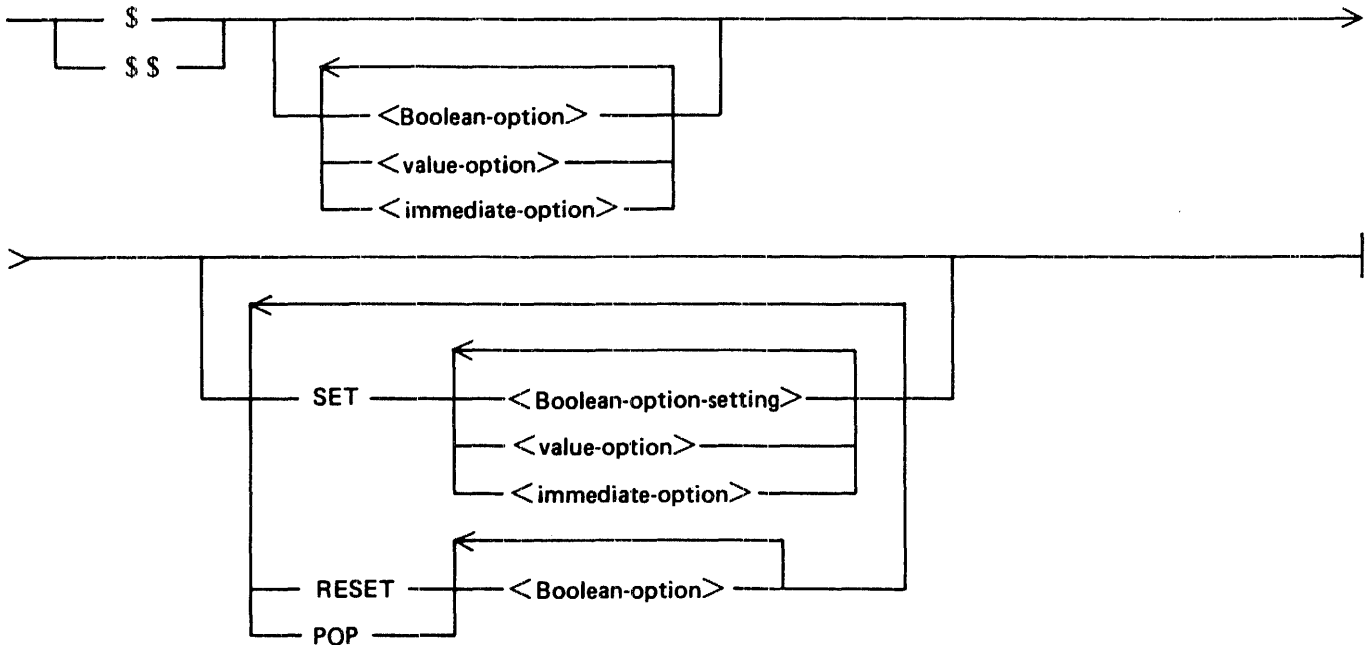 $
$$
<Boolean-option>
<value-option>
<immediate-option>
SET <Boolean-option-setting>
<value-option>
<immediate-option>
RESET <Boolean-option>
POP